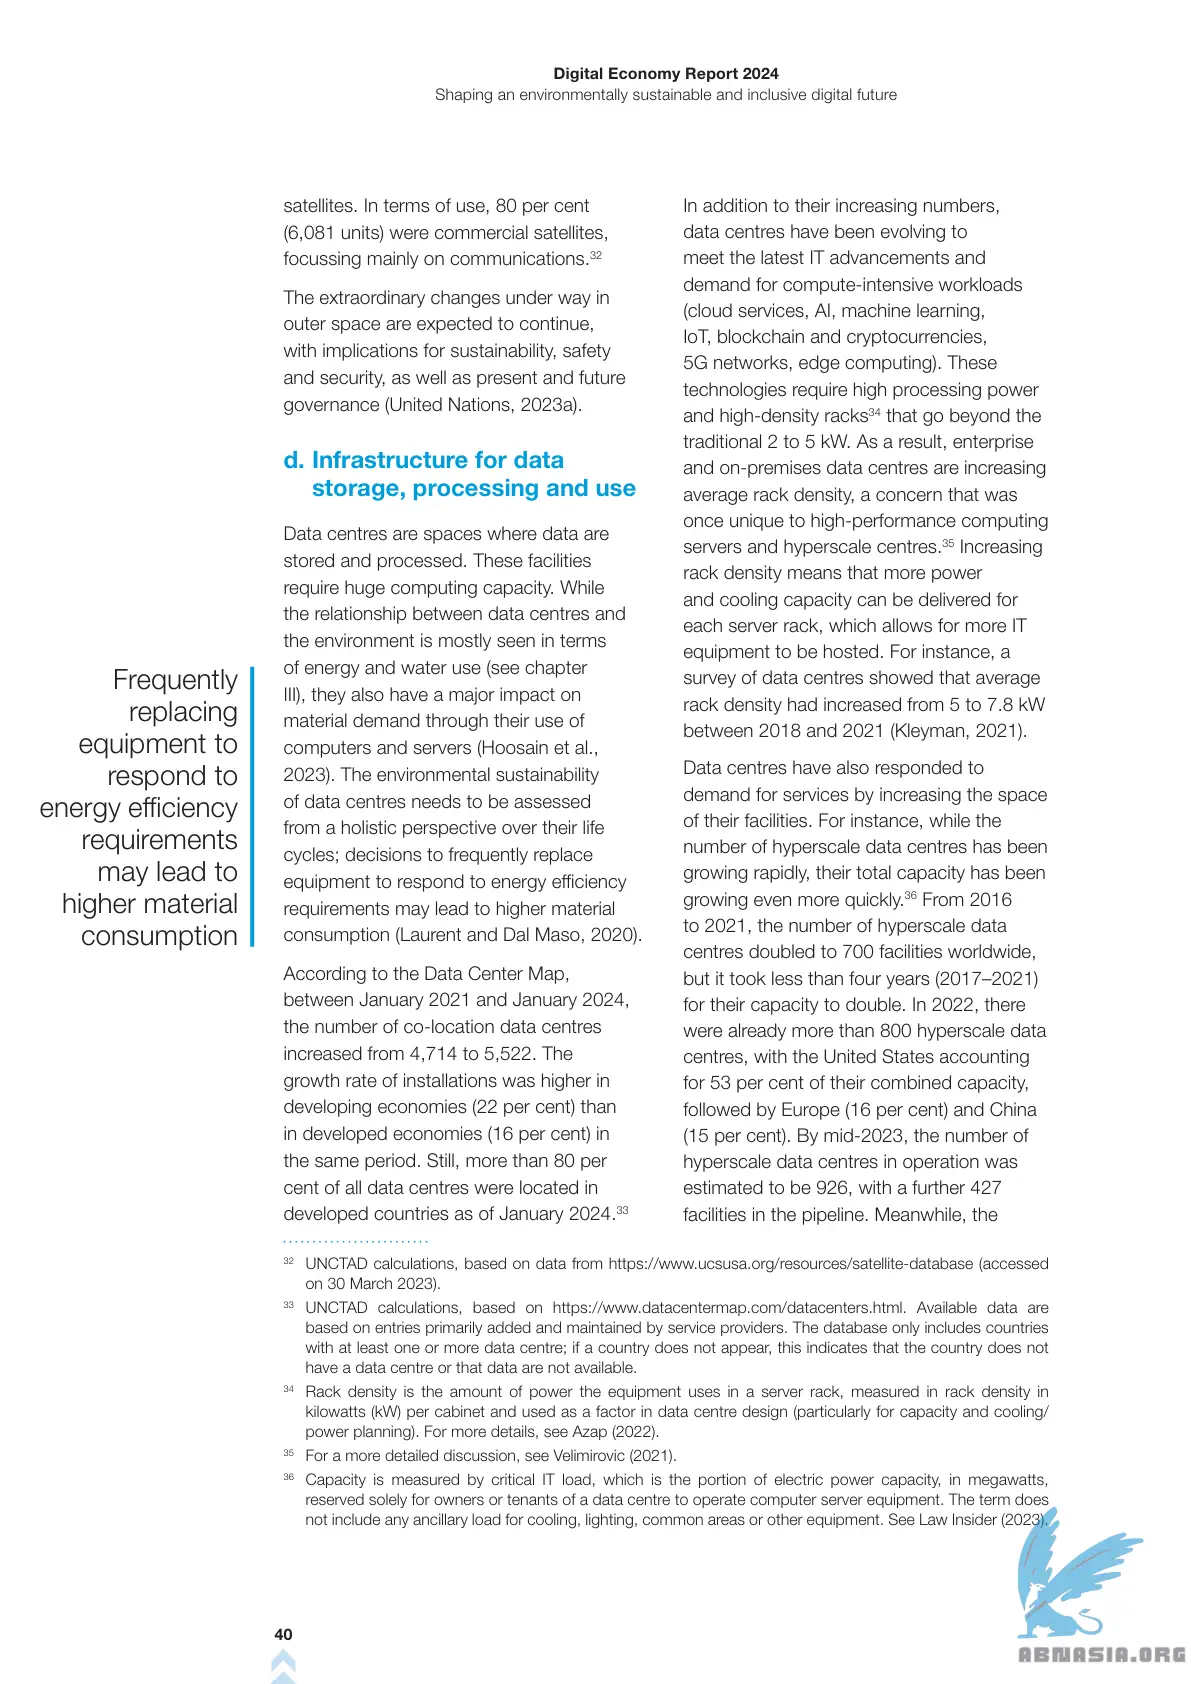 Digital Economy Report 2024
Shaping an environmentally sustainable and inclusive digital future
satellites. In terms of use, 80 per cent
(6,081 units) were commercial satellites,
focussing mainly on communications.32
The extraordinary changes under way in
outer space are expected to continue,
with implications for sustainability, safety
and security, as well as present and future
governance (United Nations, 2023a).
d. Infrastructure for data
storage, processing and use
Data centres are spaces where data are
stored and processed. These facilities
require huge computing capacity. While
the relationship between data centres and
the environment is mostly seen in terms
of energy and water use (see chapter
III), they also have a major impact on
material demand through their use of
computers and servers (Hoosain et al.,
2023). The environmental sustainability
of data centres needs to be assessed
from a holistic perspective over their life
cycles; decisions to frequently replace
equipment to respond to energy efficiency
requirements may lead to higher material
consumption (Laurent and Dal Maso, 2020).
According to the Data Center Map,
between January 2021 and January 2024,
the number of co-location data centres
increased from 4,714 to 5,522. The
growth rate of installations was higher in
developing economies (22 per cent) than
in developed economies (16 per cent) in
the same period. Still, more than 80 per
cent of all data centres were located in
developed countries as of January 2024.33
Frequently
replacing
equipment to
respond to
energy efficiency
requirements
may lead to
higher material
consumption
In addition to their increasing numbers,
data centres have been evolving to
meet the latest IT advancements and
demand for compute-intensive workloads
(cloud services, AI, machine learning,
IoT, blockchain and cryptocurrencies,
5G networks, edge computing). These
technologies require high processing power
and high-density racks34 that go beyond the
traditional 2 to 5 kW. As a result, enterprise
and on-premises data centres are increasing
average rack density, a concern that was
once unique to high-performance computing
servers and hyperscale centres.35 Increasing
rack density means that more power
and cooling capacity can be delivered for
each server rack, which allows for more IT
equipment to be hosted. For instance, a
survey of data centres showed that average
rack density had increased from 5 to 7.8 kW
between 2018 and 2021 (Kleyman, 2021).
Data centres have also responded to
demand for services by increasing the space
of their facilities. For instance, while the
number of hyperscale data centres has been
growing rapidly, their total capacity has been
growing even more quickly.36 From 2016
to 2021, the number of hyperscale data
centres doubled to 700 facilities worldwide,
but it took less than four years (2017–2021)
for their capacity to double. In 2022, there
were already more than 800 hyperscale data
centres, with the United States accounting
for 53 per cent of their combined capacity,
followed by Europe (16 per cent) and China
(15 per cent). By mid-2023, the number of
hyperscale data centres in operation was
estimated to be 926, with a further 427
facilities in the pipeline. Meanwhile, the
32 UNCTAD calculations, based on data from https://www.ucsusa.org/resources/satellite-database (accessed
on 30 March 2023).
33 UNCTAD calculations, based on https://www.datacentermap.com/datacenters.html. Available data are
based on entries primarily added and maintained by service providers. The database only includes countries
with at least one or more data centre; if a country does not appear, this indicates that the country does not
have a data centre or that data are not available.
34 Rack density is the amount of power the equipment uses in a server rack, measured in rack density in
kilowatts (kW) per cabinet and used as a factor in data centre design (particularly for capacity and cooling/
power planning). For more details, see Azap (2022).
35 For a more detailed discussion, see Velimirovic (2021).
36 Capacity is measured by critical IT load, which is the portion of electric power capacity, in megawatts,
reserved solely for owners or tenants of a data centre to operate computer server equipment. The term does
not include any ancillary load for cooling, lighting, common areas or other equipment. See Law Insider (2023).
40
ABNASIA.ORG